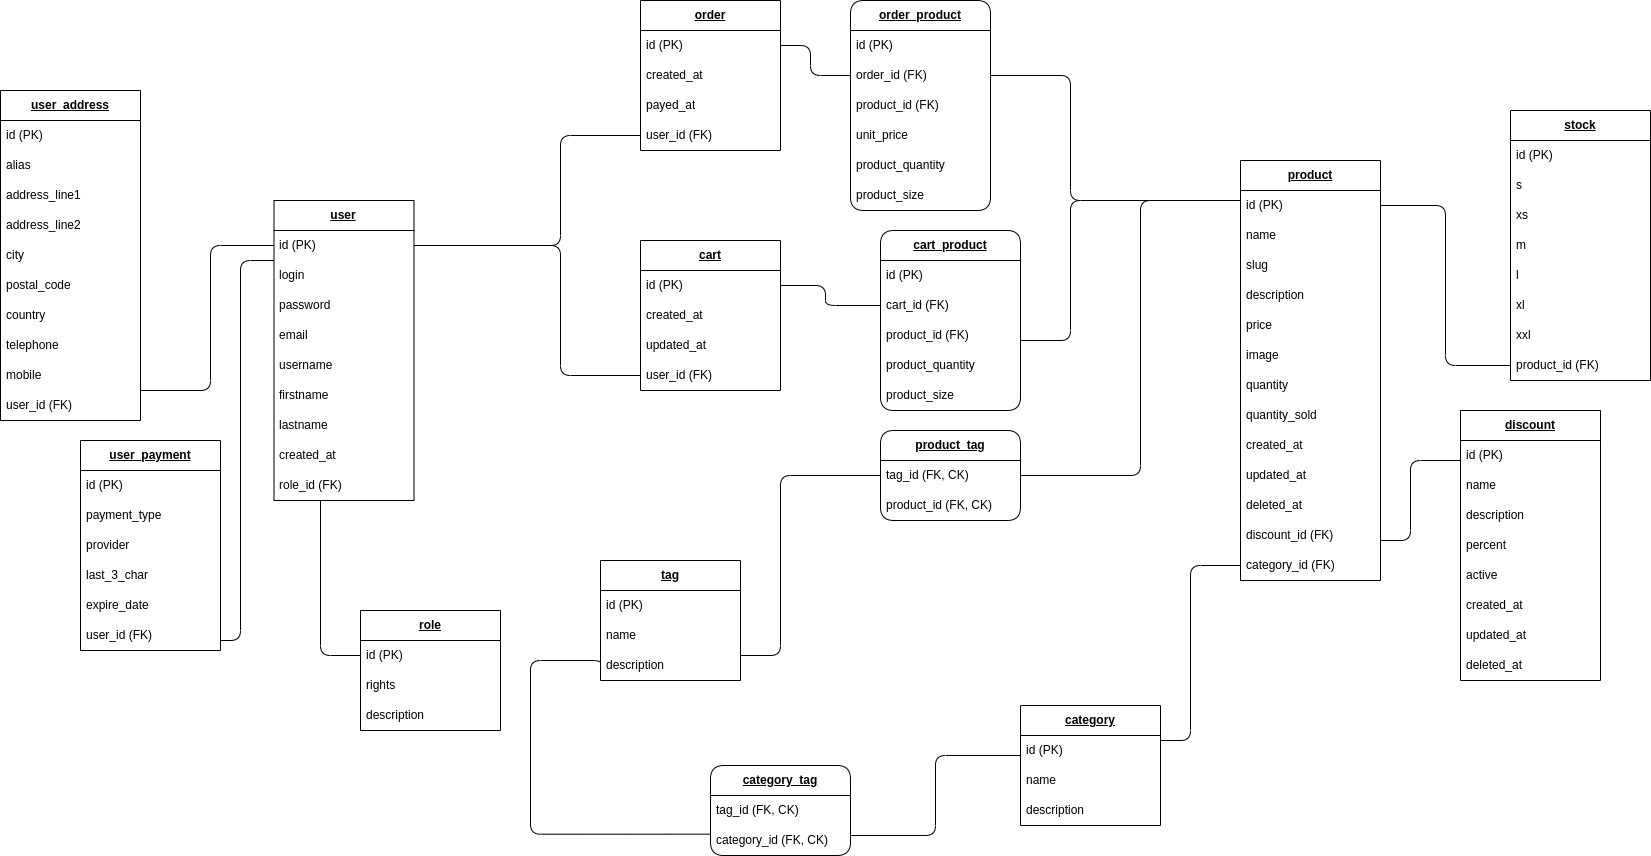 order
id (PK)
created_at
payed_at
user_id (FK)
order_product
id (PK)
order_id (FK)
product_id (FK)
unit_price
product_quantity
product_size
user_address
id (PK)
alias
address_line1
address_line2
city
postal_code
country
telephone
mobile
user_id (FK)
stock
id (PK)
s
xs
m
l
xl
xxl
product_id (FK)
product
id (PK)
name
slug
description
price
image
quantity
quantity_sold
created_at
updated_at
deleted_at
discount_id (FK)
category_id (FK)
user
id (PK)
login
password
email
username
firstname
lastname
created_at
role_id (FK)
cart
id (PK)
created_at
updated_at
user_id (FK)
cart_product
id (PK)
cart_id (FK)
product_id (FK)
product_quantity
product_size
discount
id (PK)
name
description
percent
active
created_at
updated_at
deleted_at
product_tag
tag_id (FK, CK)
product_id (FK, CK)
user_payment
id (PK)
payment_type
provider
last_3_char
expire_date
user_id (FK)
tag
id (PK)
name
description
role
id (PK)
rights
description
category
id (PK)
name
description
category_tag
tag_id (FK, CK)
category_id (FK, CK)